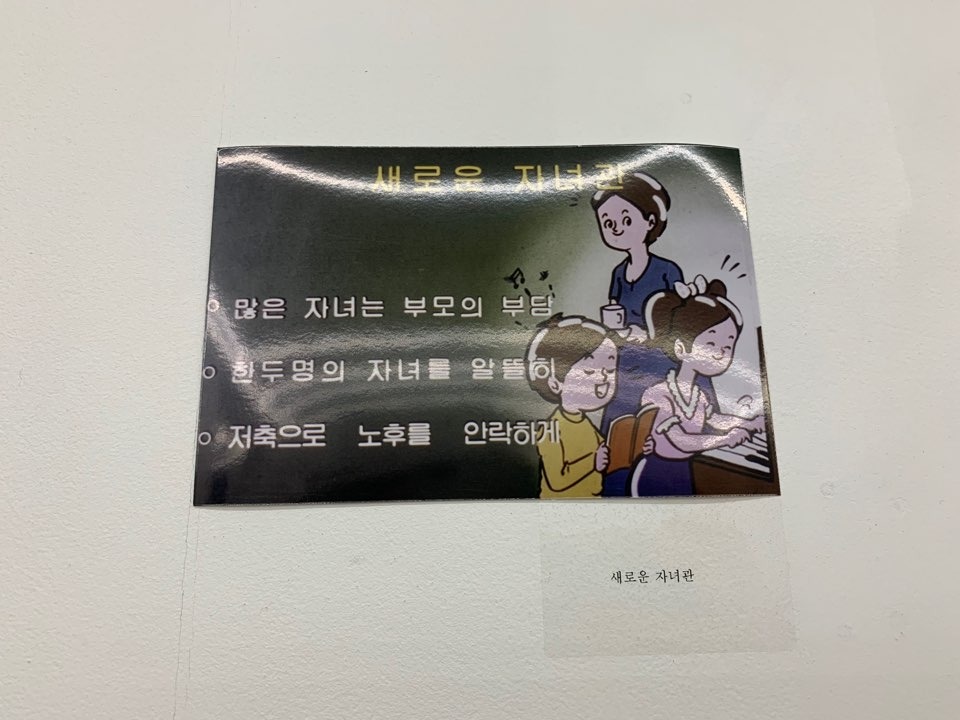 새로운 자녀관
○ 많은 자녀는 부모의 부담
○ 한두명의 자녀를 알뜰히
○ 저축으로 노후를 안락하게
새로운 자녀관